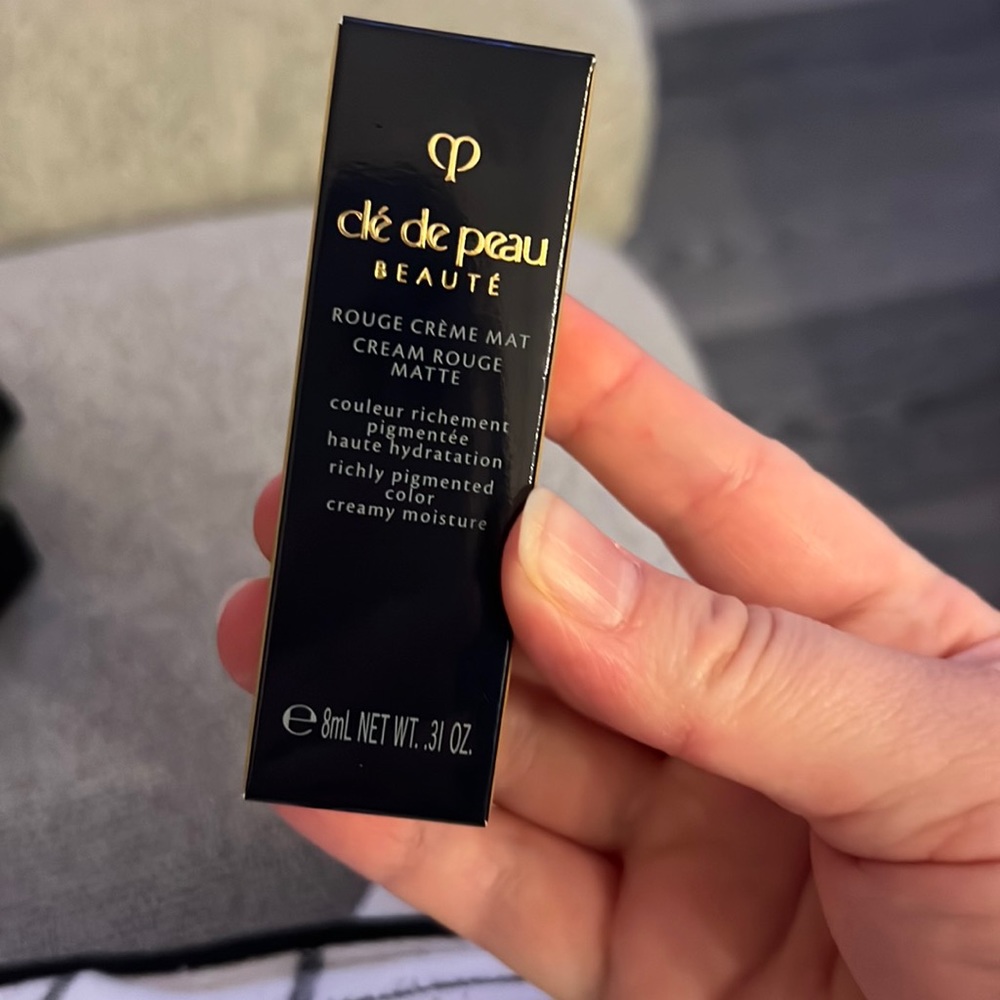 clé de peau
BEAUTÉ
ROUGE CRÈME MAT
CREAM ROUGE
MATTE
couleur richement
pigmentée
haute hydratation
richly pigmented
color
creamy moisture
℮ 8mL NET WT. .31 OZ.